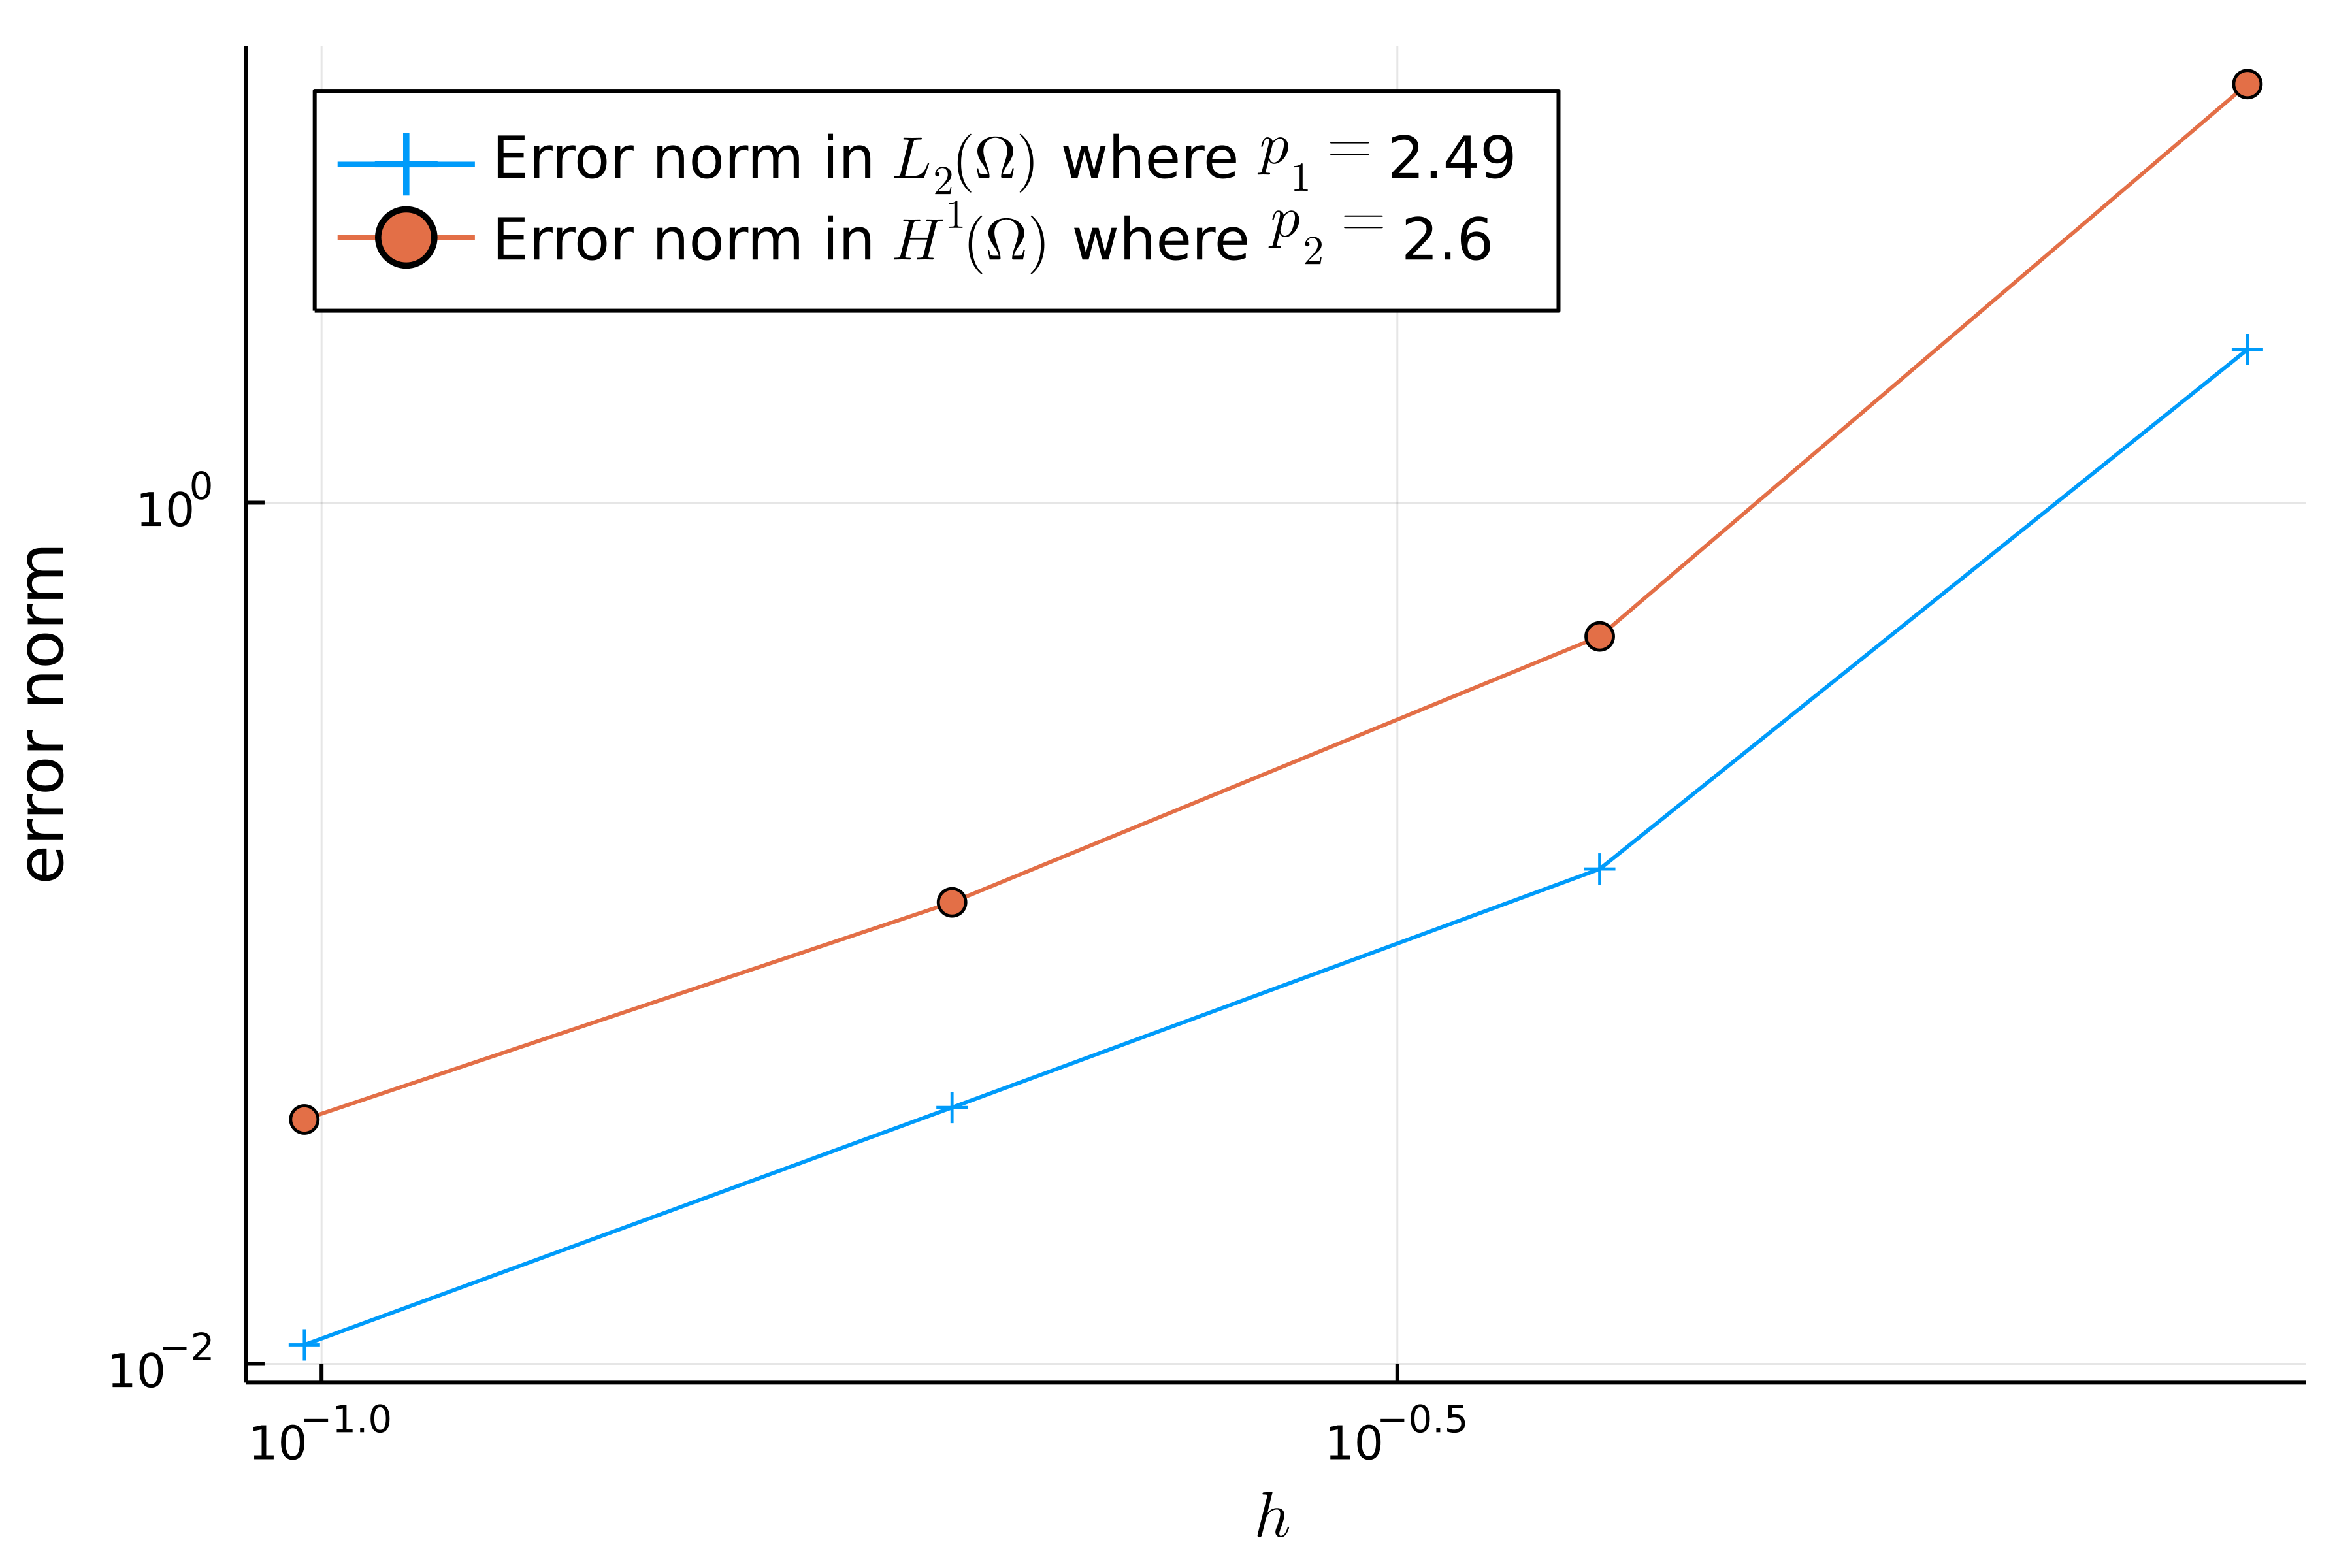 Error norm in L₂(Ω) where p₁ = 2.49
Error norm in H¹(Ω) where p₂ = 2.6
error norm
10⁰
10⁻²
10⁻¹·⁰
10⁻⁰·⁵
h